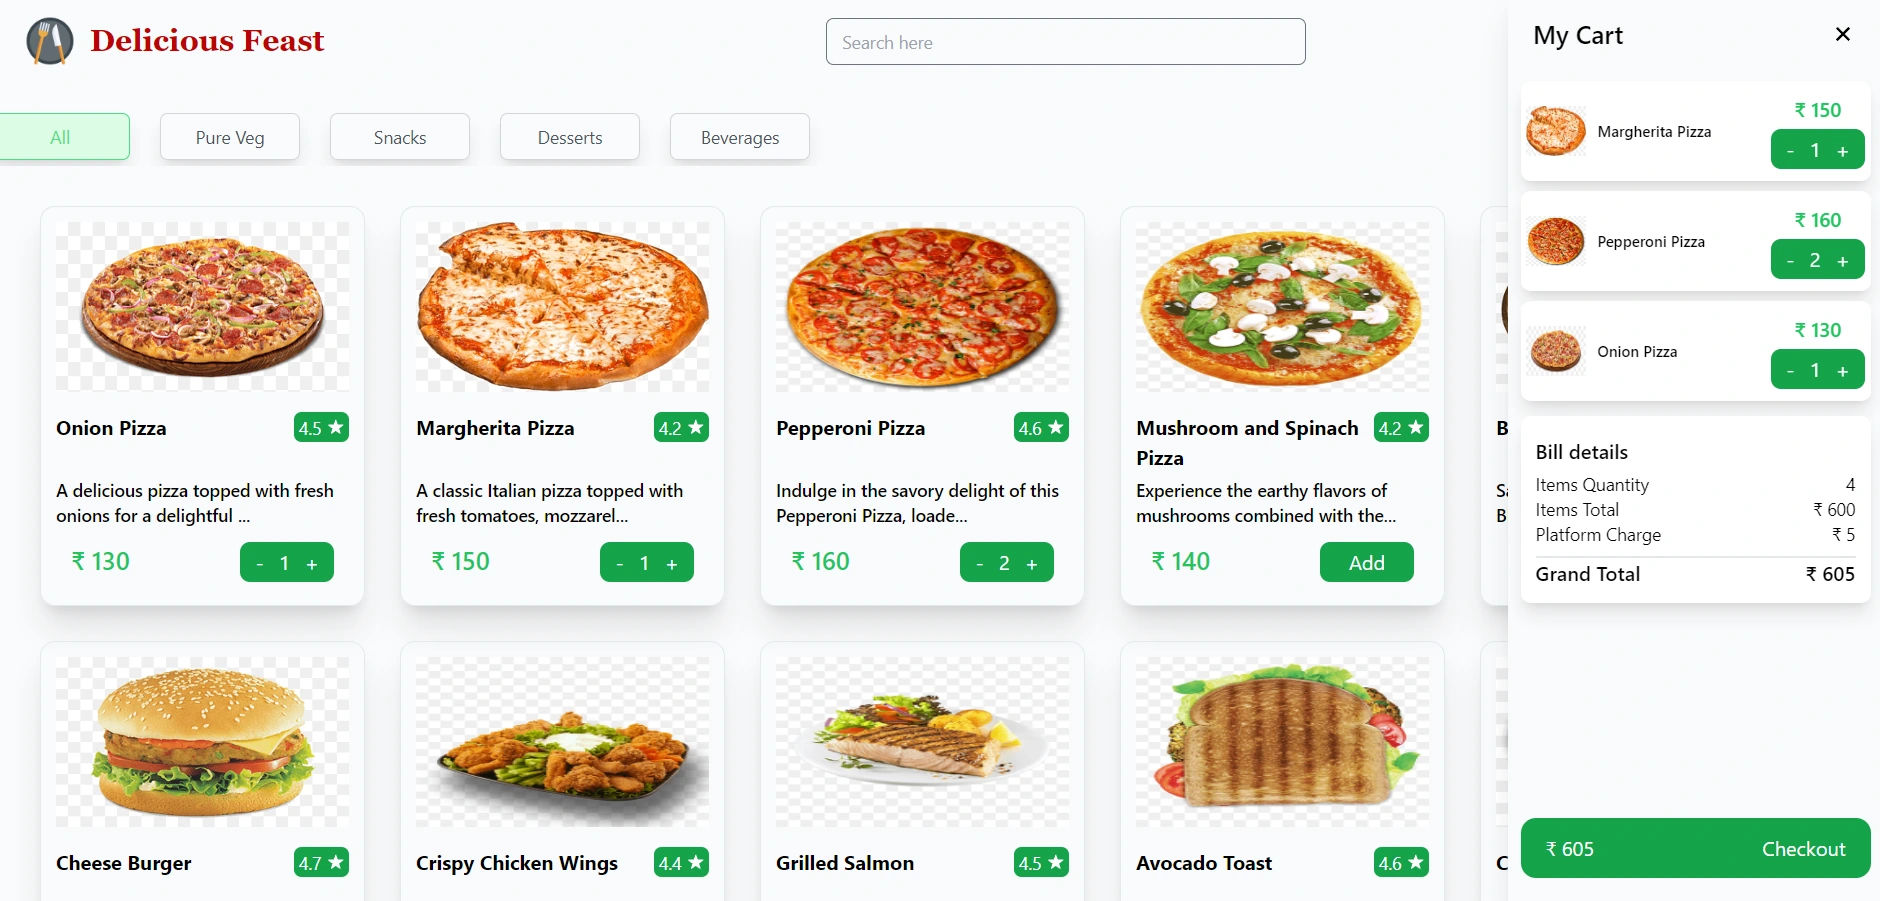 Delicious Feast
Search here
All
Pure Veg
Snacks
Desserts
Beverages
Onion Pizza
4.5 ★
A delicious pizza topped with fresh
onions for a delightful ...
₹ 130
- 1 +
Margherita Pizza
4.2 ★
A classic Italian pizza topped with
fresh tomatoes, mozzarel...
₹ 150
- 1 +
Pepperoni Pizza
4.6 ★
Indulge in the savory delight of this
Pepperoni Pizza, loade...
₹ 160
- 2 +
Mushroom and Spinach
Pizza
4.2 ★
Experience the earthy flavors of
mushrooms combined with the...
₹ 140
Add
Cheese Burger
4.7 ★
Crispy Chicken Wings
4.4 ★
Grilled Salmon
4.5 ★
Avocado Toast
4.6 ★
My Cart
✕
Margherita Pizza
₹ 150
- 1 +
Pepperoni Pizza
₹ 160
- 2 +
Onion Pizza
₹ 130
- 1 +
Bill details
Items Quantity 4
Items Total ₹ 600
Platform Charge ₹ 5
Grand Total ₹ 605
₹ 605 Checkout